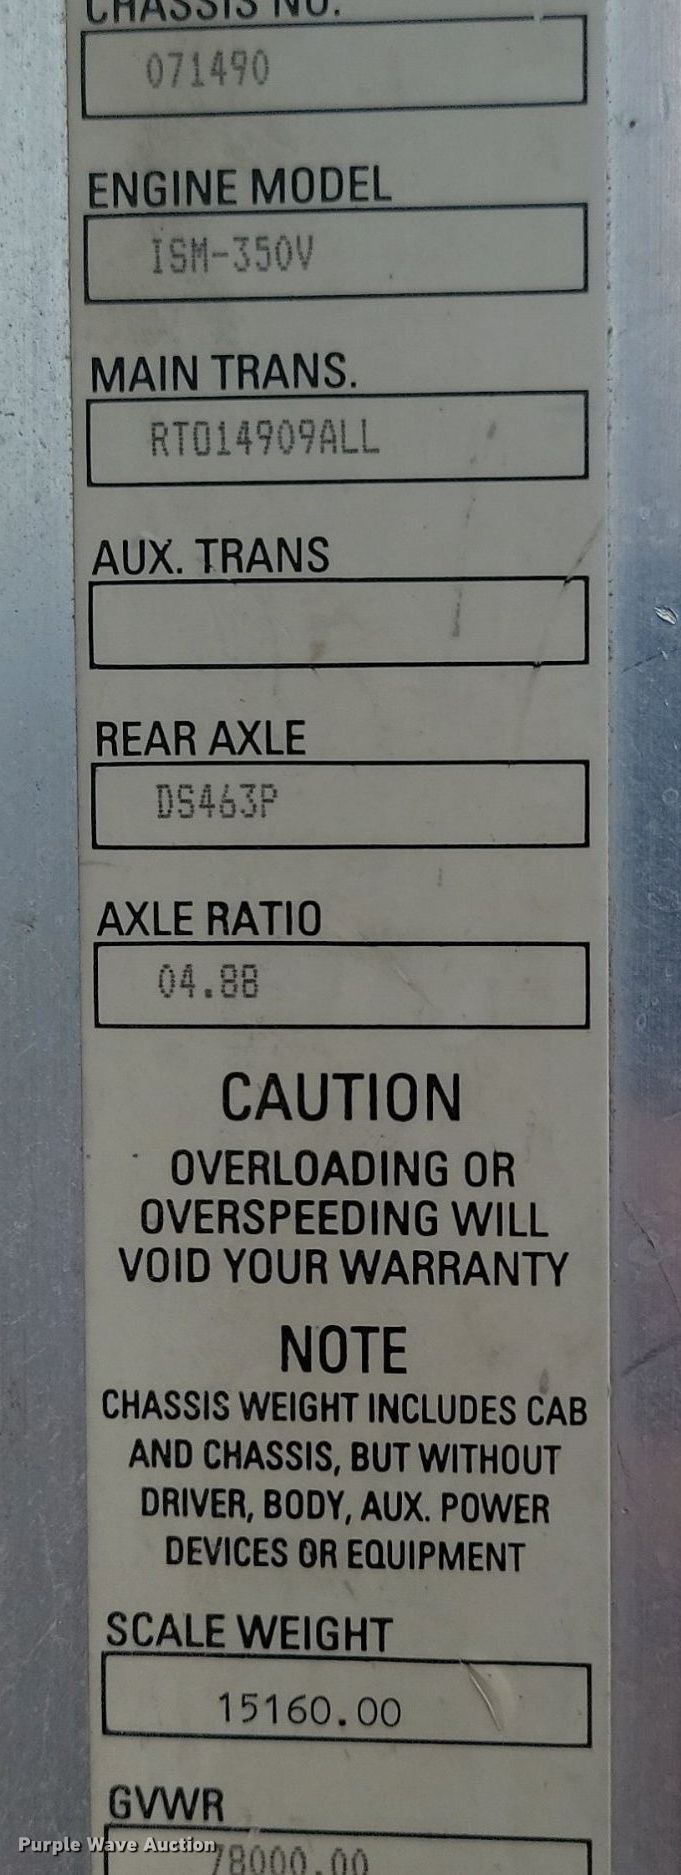 CHASSIS NO.
071490
ENGINE MODEL
ISM-350V
MAIN TRANS.
RTO14909ALL
AUX. TRANS
REAR AXLE
DS463P
AXLE RATIO
04.88
CAUTION
OVERLOADING OR
OVERSPEEDING WILL
VOID YOUR WARRANTY
NOTE
CHASSIS WEIGHT INCLUDES CAB
AND CHASSIS, BUT WITHOUT
DRIVER, BODY, AUX. POWER
DEVICES OR EQUIPMENT
SCALE WEIGHT
15160.00
GVWR
78000.00
Purple Wave Auction